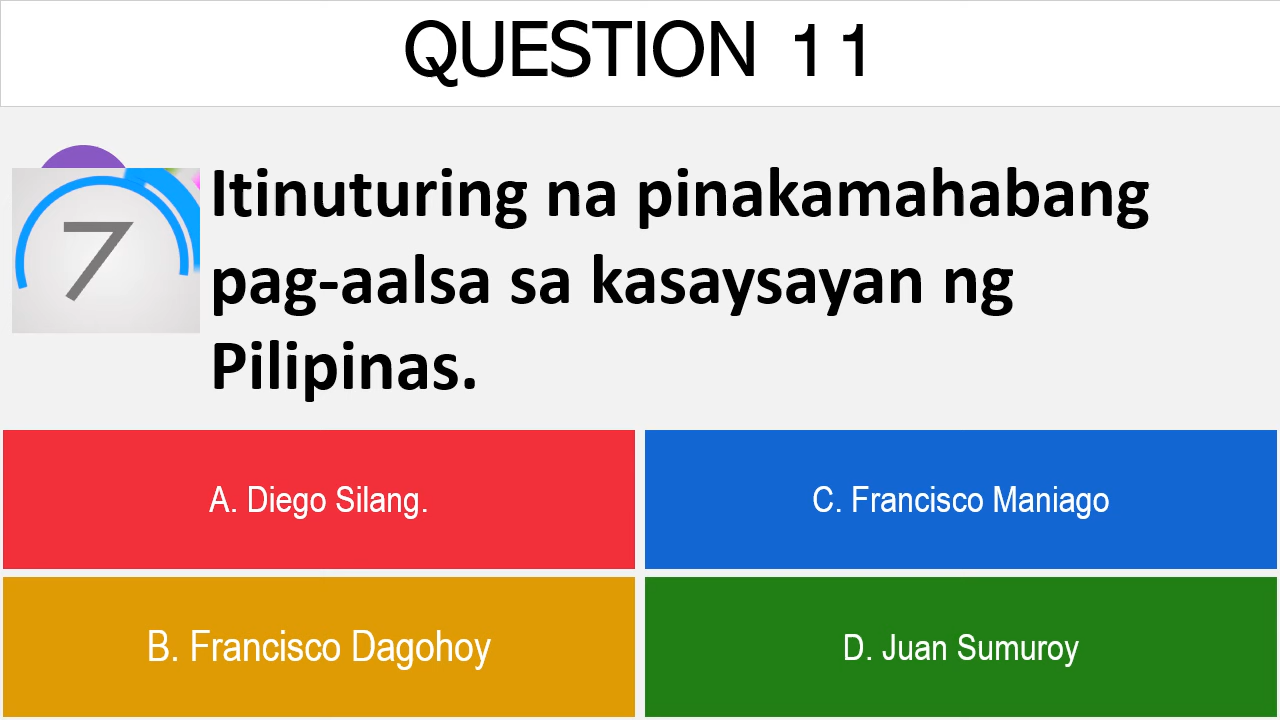 QUESTION 11
7
Itinuturing na pinakamahabang
pag-aalsa sa kasaysayan ng
Pilipinas.
A. Diego Silang.
C. Francisco Maniago
B. Francisco Dagohoy
D. Juan Sumuroy